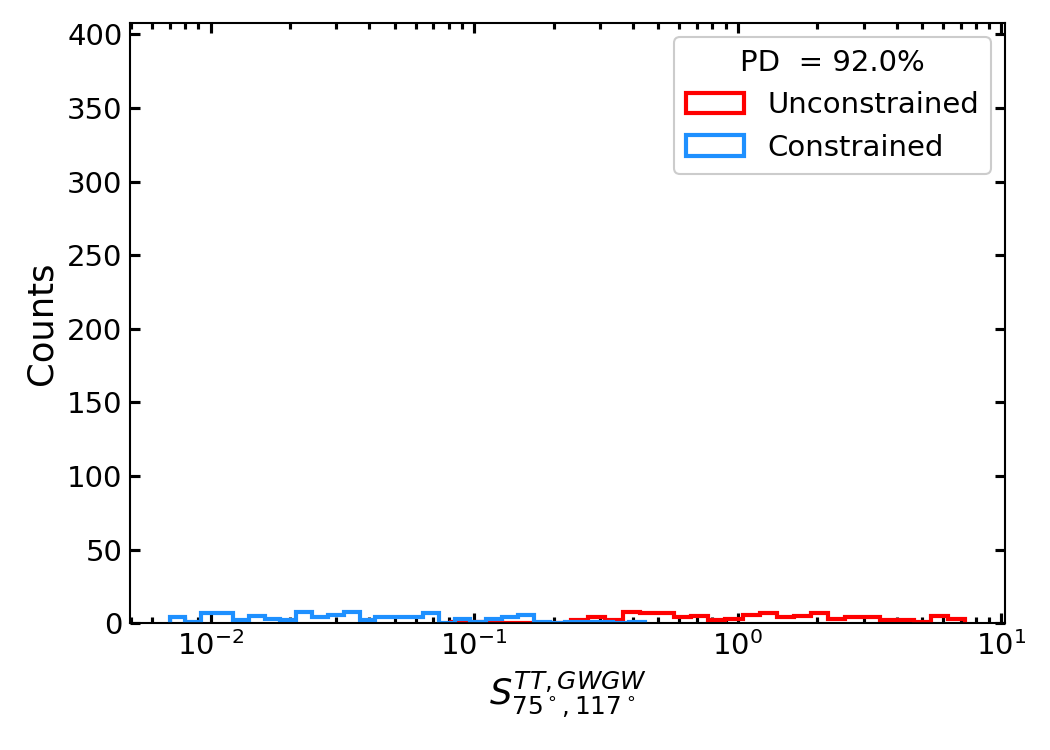 400
350
300
250
200
150
100
50
0
Counts
PD = 92.0%
Unconstrained
Constrained
10^{-2} 10^{-1} 10^{0} 10^{1}
S^{TT,GWGW}_{75°,117°}